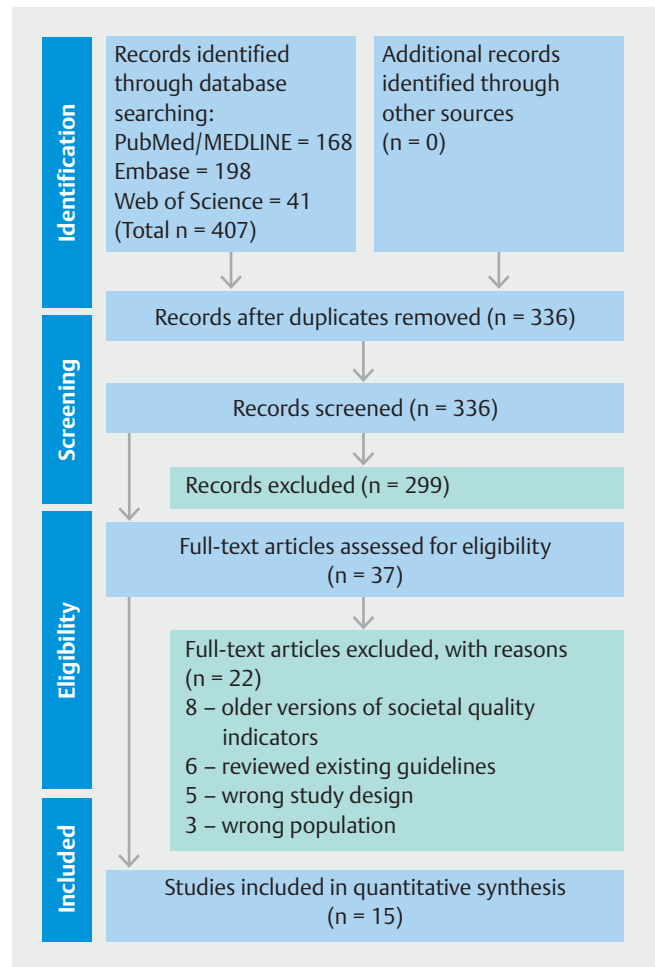 Identification
Records identified
through database
searching:
PubMed/MEDLINE = 168
Embase = 198
Web of Science = 41
(Total n = 407)
Additional records
identified through
other sources
(n = 0)
Records after duplicates removed (n = 336)
Screening
Records screened (n = 336)
Records excluded (n = 299)
Eligibility
Full-text articles assessed for eligibility
(n = 37)
Full-text articles excluded, with reasons
(n = 22)
8 – older versions of societal quality
indicators
6 – reviewed existing guidelines
5 – wrong study design
3 – wrong population
Included
Studies included in quantitative synthesis
(n = 15)